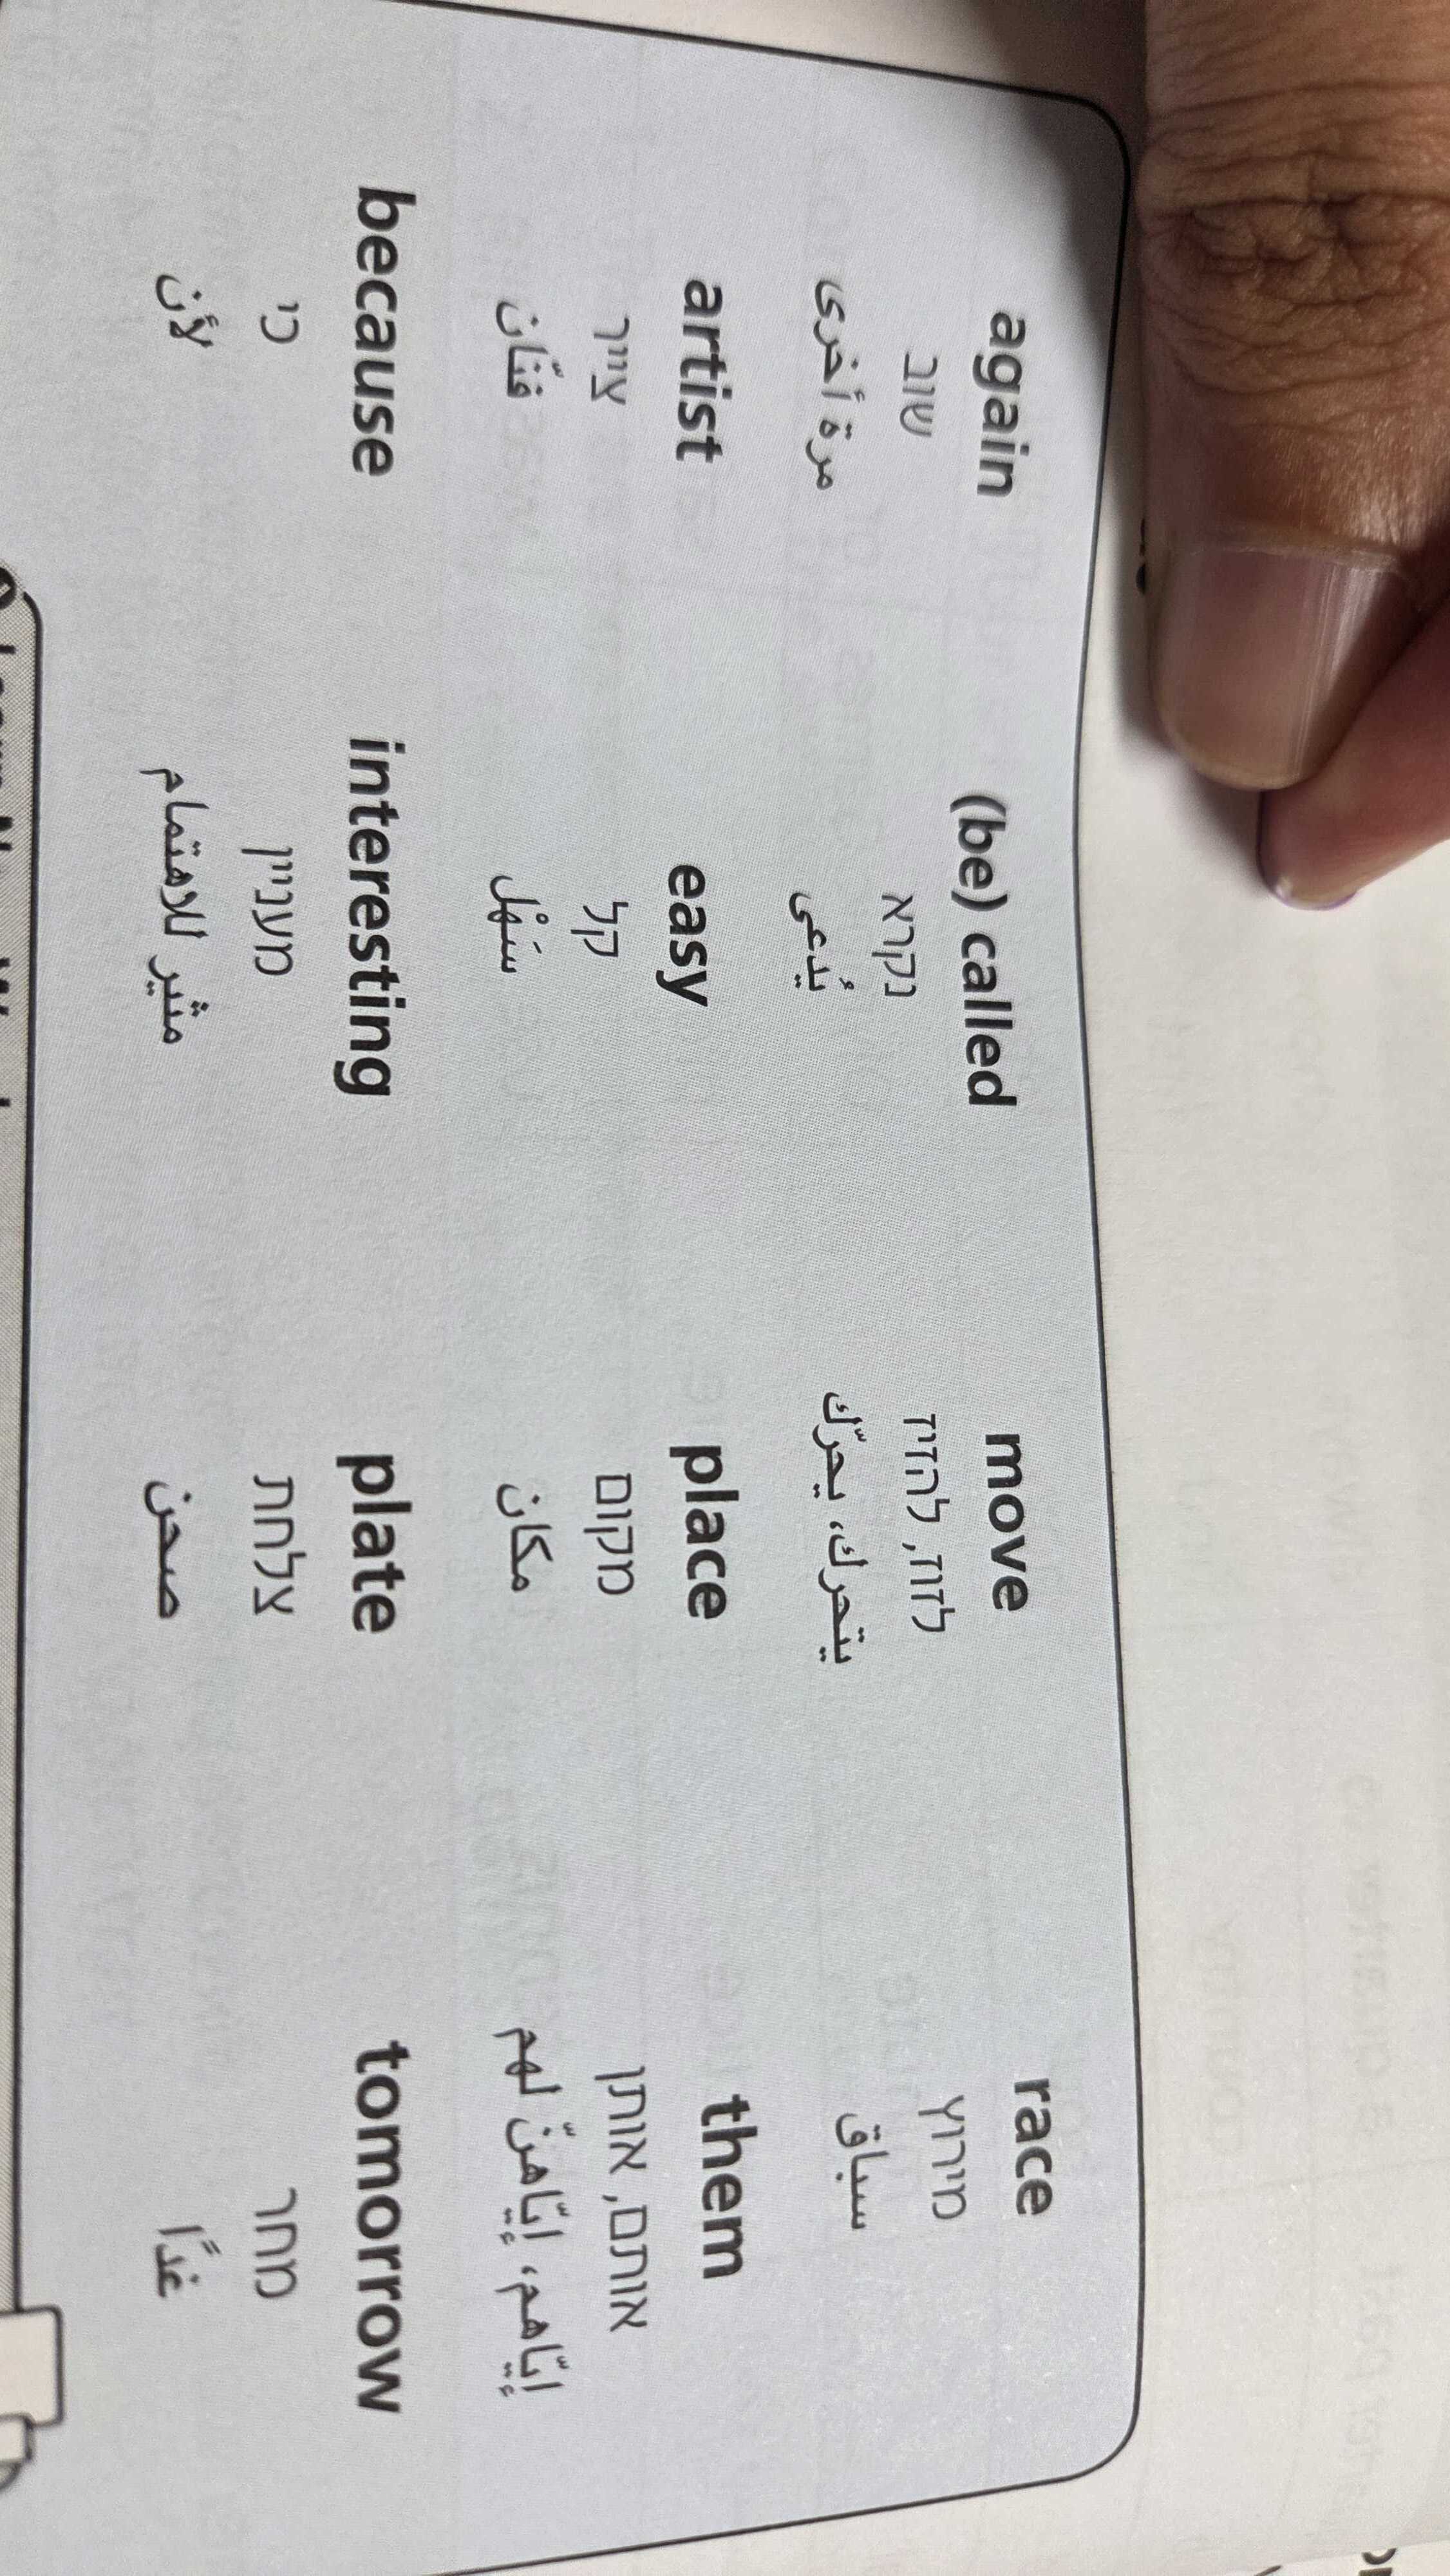 again (be) called move race
שוב נקרא לזוז, להזיז מירוץ
مرة أخرى يُدعى يتحرك، يحرّك سباق
artist easy place them
צייר קל מקום אותם, אותן
فنّان سَهْل مكان إيّاهم، إيّاهنّ لهم
because interesting plate tomorrow
כי מעניין צלחת מחר
لأن مثير للاهتمام صحن غدًا